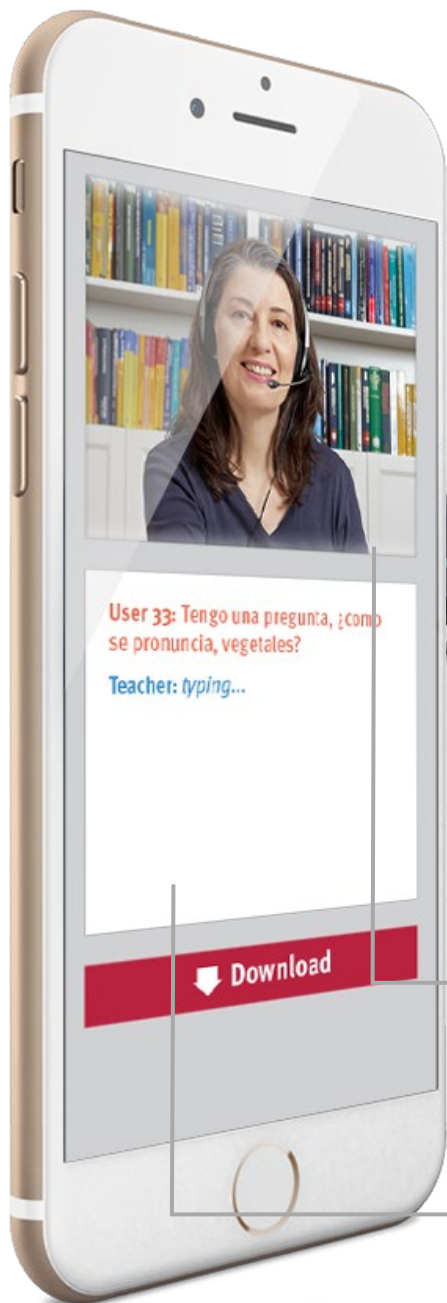 User 33: Tengo una pregunta, ¿como
se pronuncia, vegetales?
Teacher: typing...
Download